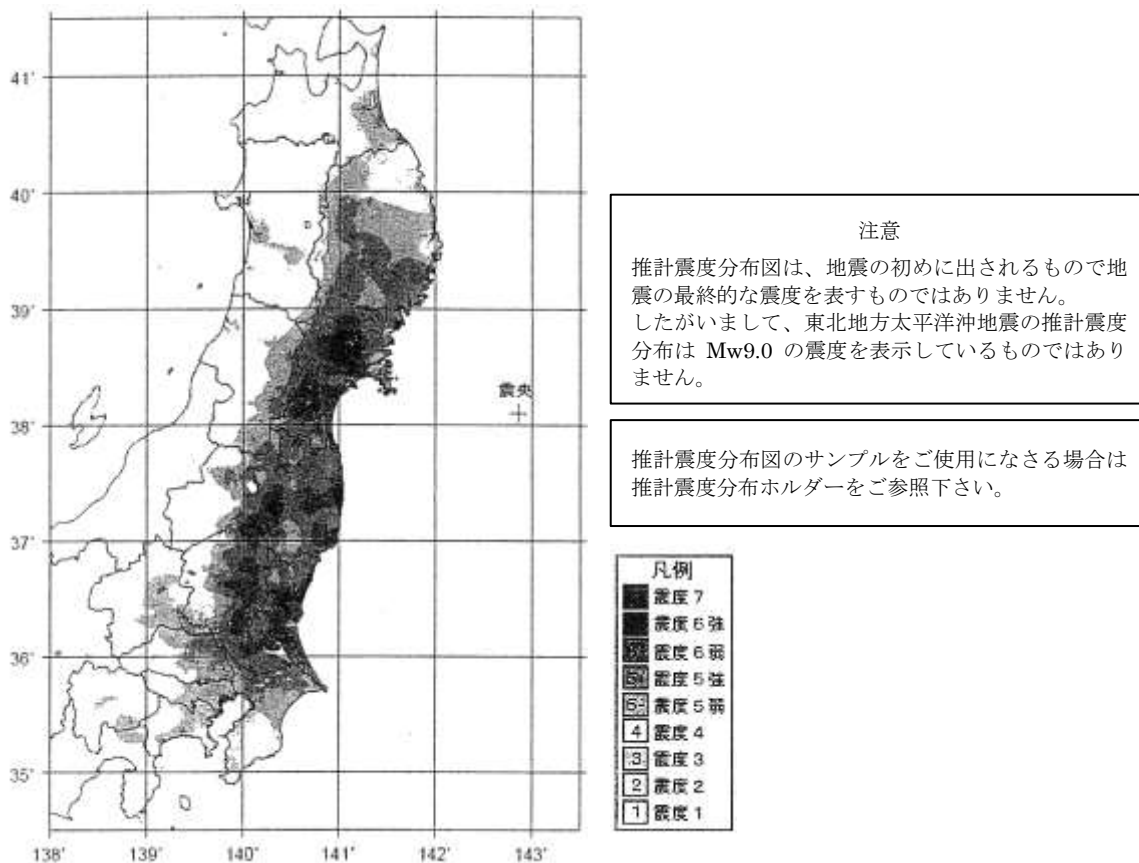 41°
40°
39°
38°
37°
36°
35°
138°
139°
140°
141°
142°
143°
震央
注意
推計震度分布図は、地震の初めに出されるもので地
震の最終的な震度を表すものではありません。
したがいまして、東北地方太平洋沖地震の推計震度
分布は Mw9.0 の震度を表示しているものではあり
ません。
推計震度分布図のサンプルをご使用になさる場合は
推計震度分布ホルダーをご参照下さい。
凡例
震度7
震度6強
震度6弱
震度5強
震度5弱
4 震度4
3 震度3
2 震度2
1 震度1